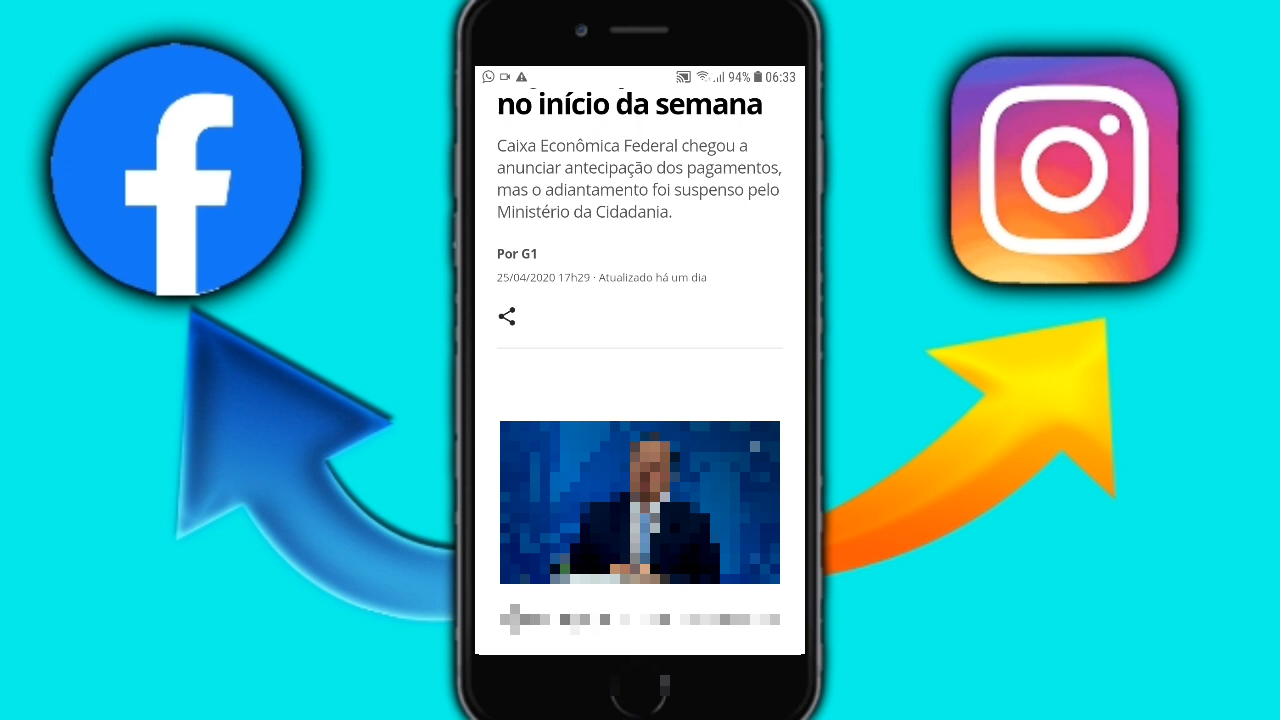 94% 06:33
no início da semana
Caixa Econômica Federal chegou a
anunciar antecipação dos pagamentos,
mas o adiantamento foi suspenso pelo
Ministério da Cidadania.
Por G1
25/04/2020 17h29 · Atualizado há um dia